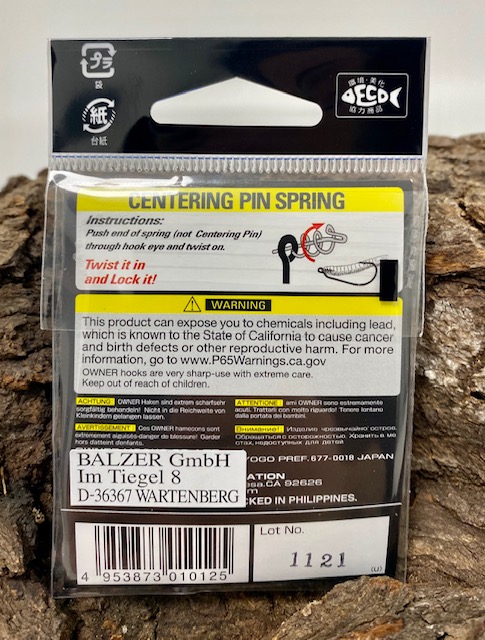 プラ
袋
紙
台紙
環境・美化
ECO
協力商品
CENTERING PIN SPRING
Instructions:
Push end of spring (not Centering Pin)
through hook eye and twist on.
Twist it in
and Lock it!
WARNING
This product can expose you to chemicals including lead,
which is known to the State of California to cause cancer
and birth defects or other reproductive harm. For more
information, go to www.P65Warnings.ca.gov
OWNER hooks are very sharp-use with extreme care.
Keep out of reach of children.
ACHTUNG OWNER Haken sind extrem scharfsehr
sorgfältig behandeln! Nicht in die Reichweite von
Kleinkindern gelangen lassen.
ATTENTIONE ami OWNER sono estremamente
acuti. Trattarli con molto riguardo! Tenere lontano
dalla portata dei bambini.
AVERTISSEMENT Ces OWNER hamecons sont
extremement aiguisés-danger de blessure! Garder
hors d'atteint d'enfants.
Внимание! Изделие чрезвычайно острое.
Обращаться с осторожностью. Хранить в ме
стах, недоступных для детей.
YOGO PREF.677-0018 JAPAN
BALZER GmbH
Im Tiegel 8
D-36367 WARTENBERG
ATION
sa.CA 92626
m
CKED IN PHILIPPINES.
4 953873 010125
Lot No.
1121
(U)